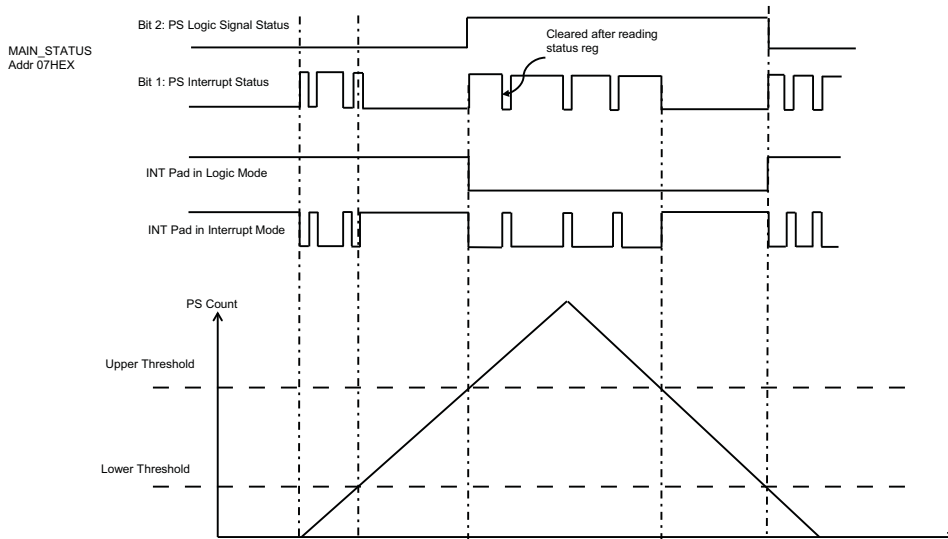 Bit 2: PS Logic Signal Status
Cleared after reading
status reg
MAIN_STATUS
Addr 07HEX
Bit 1: PS Interrupt Status
INT Pad in Logic Mode
INT Pad in Interrupt Mode
PS Count
Upper Threshold
Lower Threshold